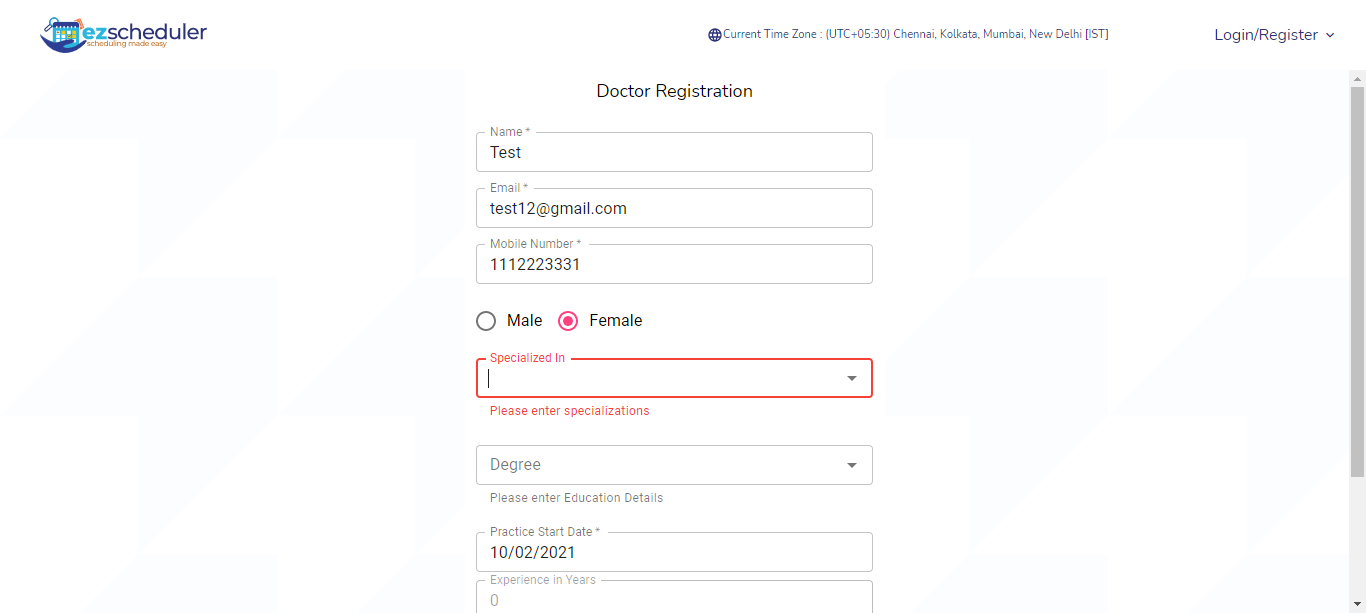 ezscheduler
scheduling made easy
Current Time Zone : (UTC+05:30) Chennai, Kolkata, Mumbai, New Delhi [IST]
Login/Register
Doctor Registration
Name *
Test
Email *
test12@gmail.com
Mobile Number *
1112223331
Male Female
Specialized In
Please enter specializations
Degree
Please enter Education Details
Practice Start Date *
10/02/2021
Experience in Years
0